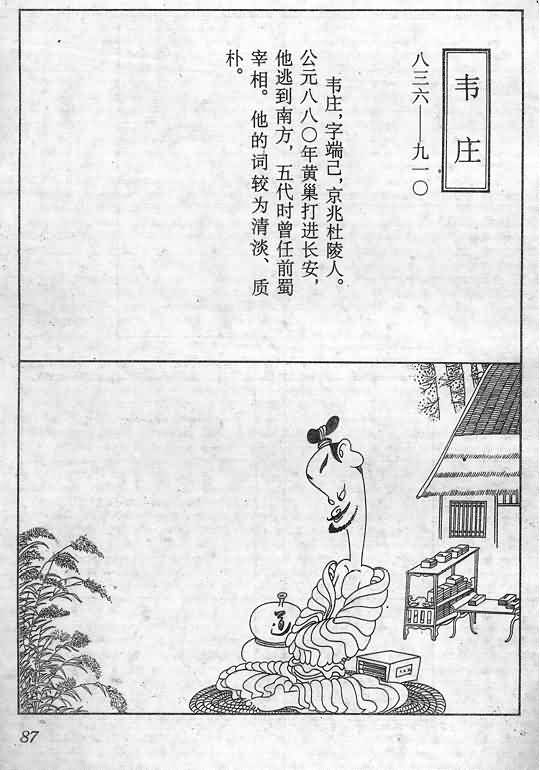 韦庄
八三六——九一〇
韦庄，字端己，京兆杜陵人。
公元八八〇年黄巢打进长安，
他逃到南方，五代时曾任前蜀
宰相。他的词较为清淡、质
朴。
道
87